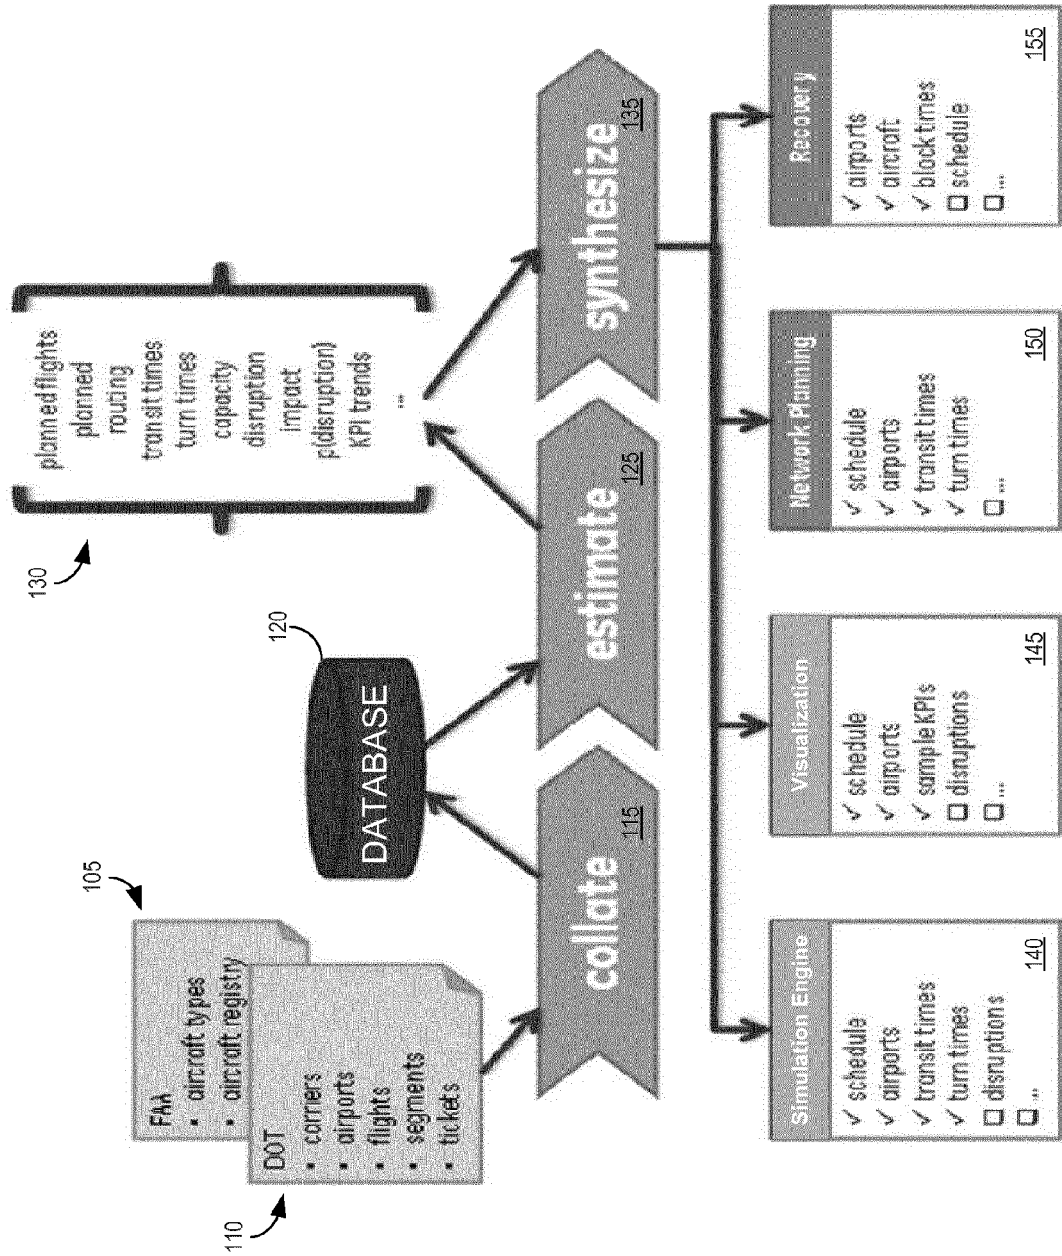 105
FAA
▪ aircraft types
▪ aircraft registry
110
DOT
▪ carriers
▪ airports
▪ flights
▪ segments
▪ tickets
120
DATABASE
130
planned flights
planned
routing
transit times
turn times
capacity
disruption
impact
p(disruption)
KPI trends
...
collate
115
estimate
125
synthesize
135
Simulation Engine
✓ schedule
✓ airports
✓ transit times
✓ turn times
❑ disruptions
❑ ...
140
Visualization
✓ schedule
✓ airports
✓ sample KPIs
❑ disruptions
❑ ...
145
Network Planning
✓ schedule
✓ airports
✓ transit times
✓ turn times
❑ ...
150
Recovery
✓ airports
✓ aircraft
✓ block times
❑ schedule
❑ ...
155